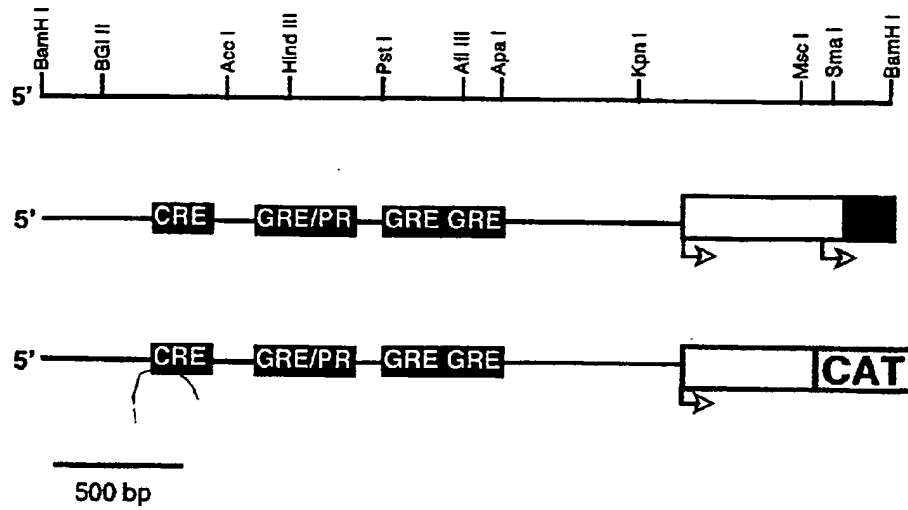 BamH I
BGl II
Acc I
Hind III
Pst I
Afl III
Apa I
Kpn I
Msc I
Sma I
BamH I
5'
5'
CRE
GRE/PR
GRE GRE
5'
CRE
GRE/PR
GRE GRE
CAT
500 bp